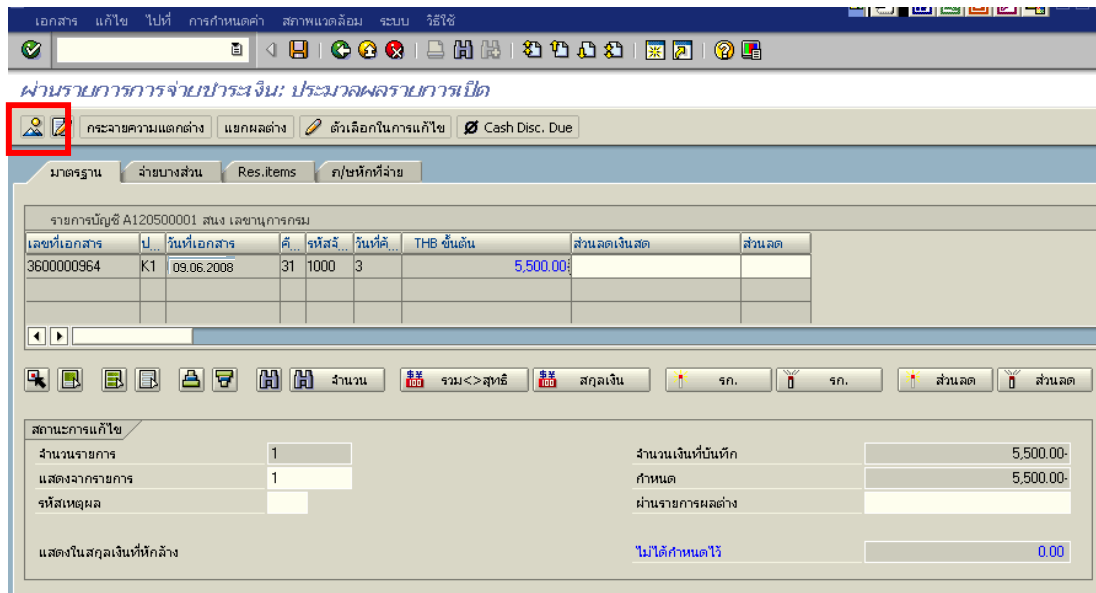 เอกสาร แก้ไข ไปที่ การกำหนดค่า สภาพแวดล้อม ระบบ วิธีใช้
ผ่านรายการการจ่ายชำระเงิน: ประมวลผลรายการเปิด
กระจายความแตกต่าง แยกผลต่าง ตัวเลือกในการแก้ไข Cash Disc. Due
มาตรฐาน จ่ายบางส่วน Res.items ภ/ษหักที่จ่าย
รายการบัญชี A120500001 สนง เลขานุการกรม
เลขที่เอกสาร ป... วันที่เอกสาร คี... รหัสจั... วันที่คั... THB ขั้นต้น ส่วนลดเงินสด ส่วนลด
3600000964 K1 09.06.2008 31 1000 3 5,500.00-
จำนวน รวม<>สุทธิ สกุลเงิน รก. รก. ส่วนลด ส่วนลด
สถานะการแก้ไข
จำนวนรายการ 1 จำนวนเงินที่บันทึก 5,500.00-
แสดงจากรายการ 1 กำหนด 5,500.00-
รหัสเหตุผล ผ่านรายการผลต่าง
แสดงในสกุลเงินที่หักล้าง ไม่ได้กำหนดไว้ 0.00